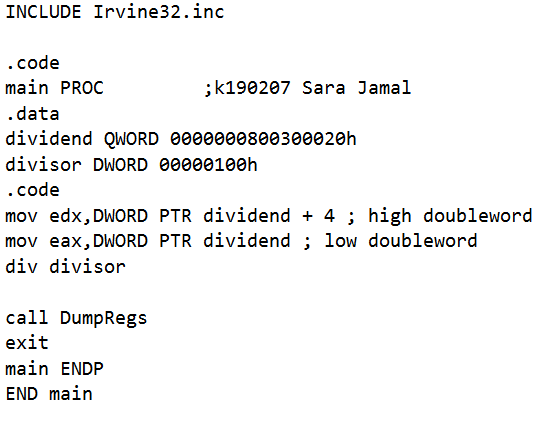 INCLUDE Irvine32.inc
.code
main PROC ;k190207 Sara Jamal
.data
dividend QWORD 0000000800300020h
divisor DWORD 00000100h
.code
mov edx,DWORD PTR dividend + 4 ; high doubleword
mov eax,DWORD PTR dividend ; low doubleword
div divisor
call DumpRegs
exit
main ENDP
END main